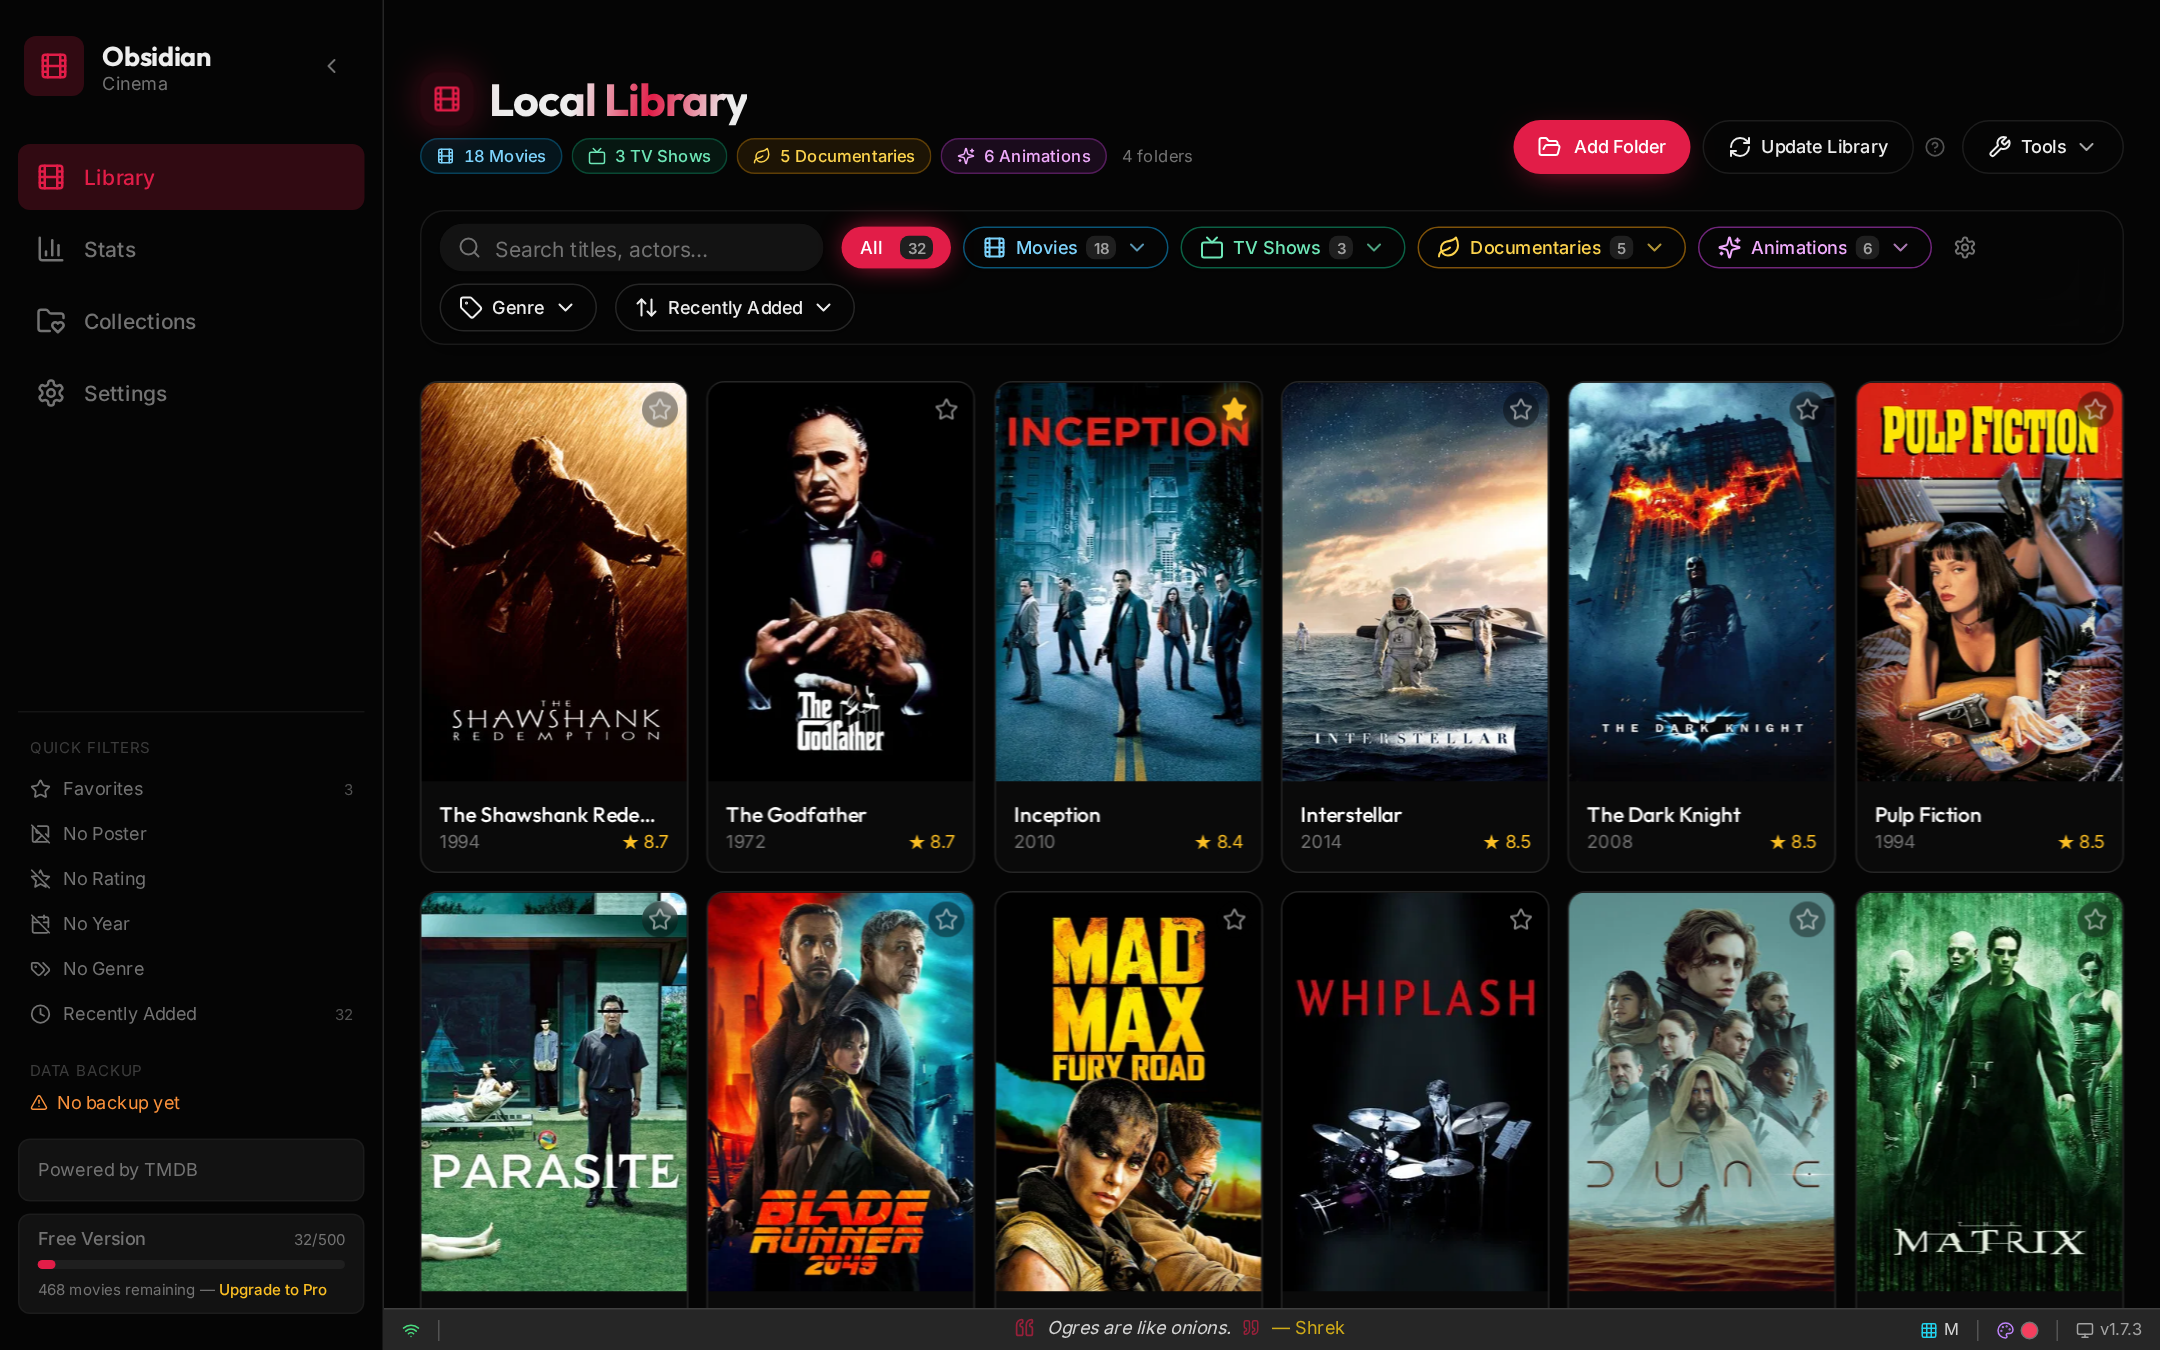 Obsidian
Cinema
Library
Stats
Collections
Settings
QUICK FILTERS
Favorites 3
No Poster
No Rating
No Year
No Genre
Recently Added 32
DATA BACKUP
No backup yet
Powered by TMDB
Free Version 32/500
468 movies remaining — Upgrade to Pro
Local Library
18 Movies 3 TV Shows 5 Documentaries 6 Animations 4 folders
Add Folder Update Library Tools
Search titles, actors... All 32 Movies 18 TV Shows 3 Documentaries 5 Animations 6
Genre Recently Added
THE
SHAWSHANK
REDEMPTION
The Shawshank Rede...
1994 ★ 8.7
The
Godfather
The Godfather
1972 ★ 8.7
INCEPTION
Inception
2010 ★ 8.4
INTERSTELLAR
Interstellar
2014 ★ 8.5
THE DARK KNIGHT
The Dark Knight
2008 ★ 8.5
PULP FICTION
Pulp Fiction
1994 ★ 8.5
PARASITE
BLADE
RUNNER
2049
MAD
MAX
FURY ROAD
WHIPLASH
DUNE
THE
MATRIX
Ogres are like onions. — Shrek
M v1.7.3